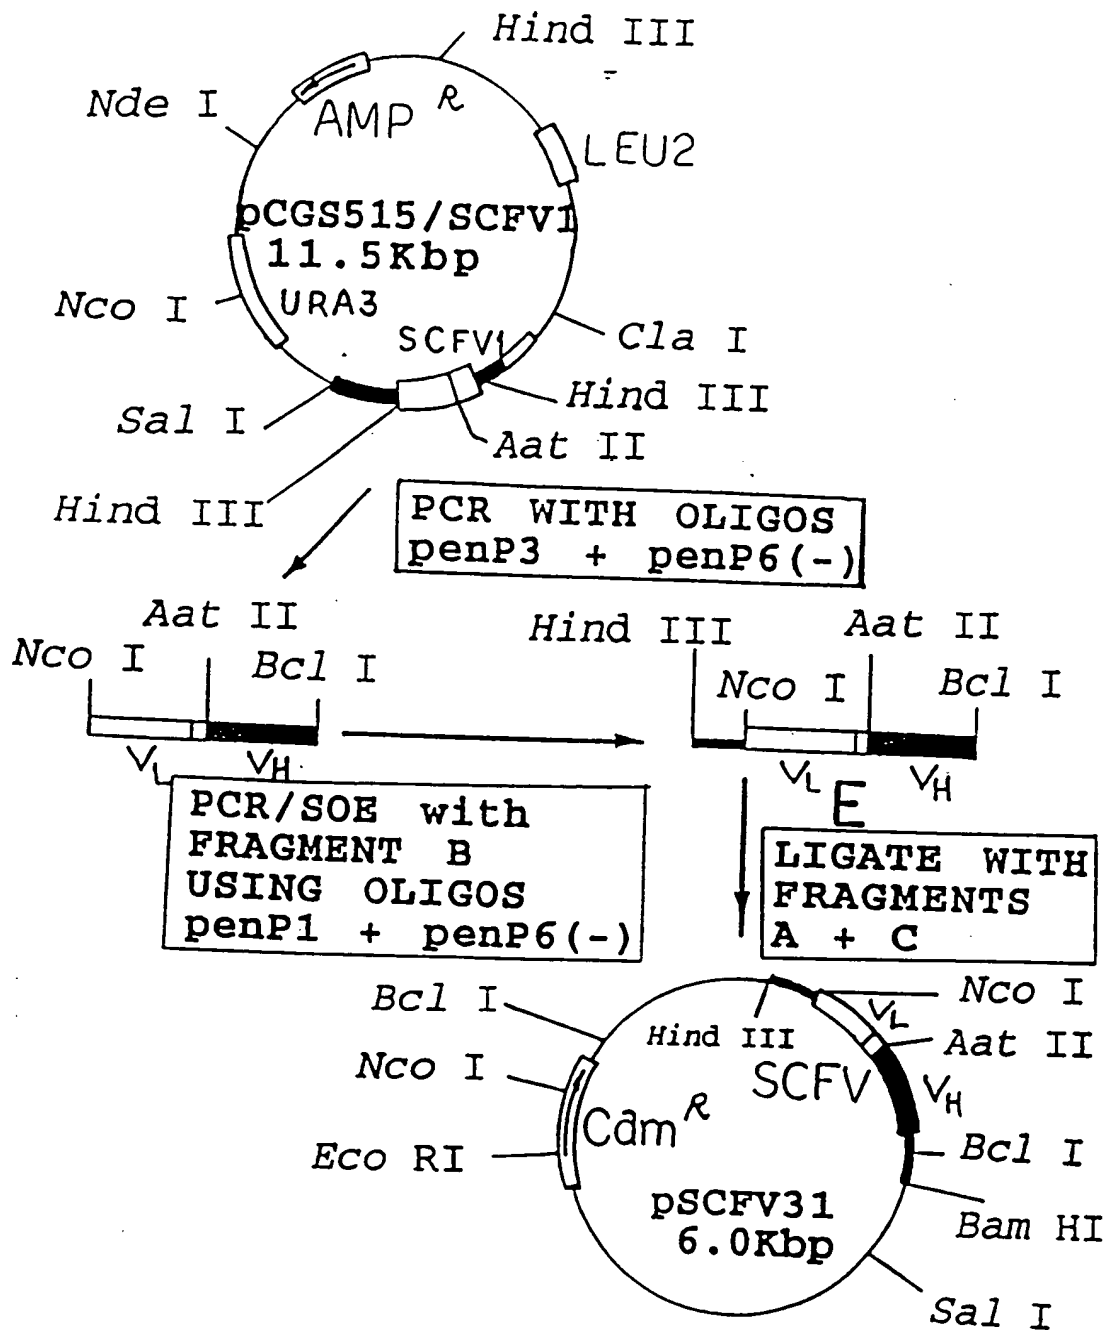 Hind III
Nde I
AMP R
LEU2
pCGS515/SCFV1
11.5Kbp
Nco I
URA3
SCFV1
Cla I
Hind III
Sal I
Aat II
Hind III
PCR WITH OLIGOS
penP3 + penP6(-)
Aat II
Nco I
Bcl I
VL
VH
Hind III
Aat II
Nco I
Bcl I
VL
VH
E
PCR/SOE with
FRAGMENT B
USING OLIGOS
penP1 + penP6(-)
LIGATE WITH
FRAGMENTS
A + C
Bcl I
Nco I
Hind III
VL
Aat II
Nco I
SCFV
VH
Cam R
Eco RI
Bcl I
pSCFV31
6.0Kbp
Bam HI
Sal I